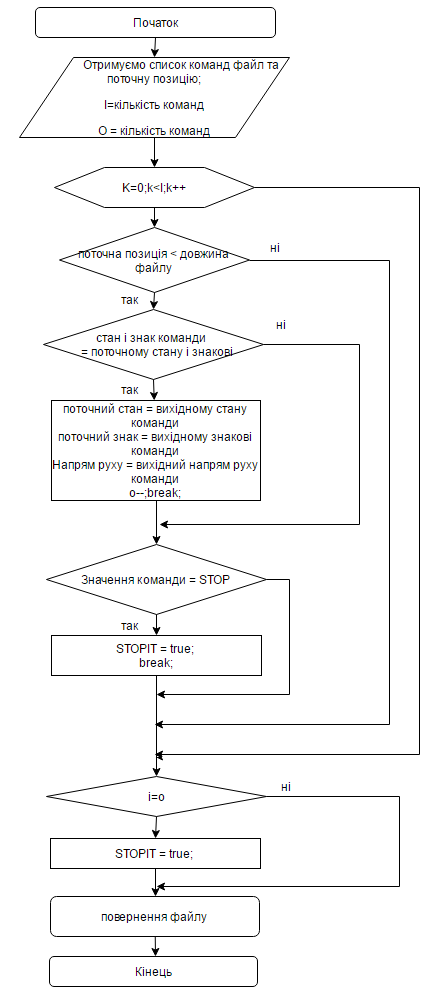 Початок
Отримуємо список команд файл та
поточну позицію;
I=кількість команд
O = кількість команд
K=0;k<I;k++
поточна позиція < довжина
файлу
ні
так
стан і знак команди
= поточному стану і знакові
ні
так
поточний стан = вихідному стану
команди
поточний знак = вихідному знакові
команди
Напрям руху = вихідний напрям руху
команди
o--;break;
Значення команди = STOP
так
STOPIT = true;
break;
i=o
ні
STOPIT = true;
повернення файлу
Кінець